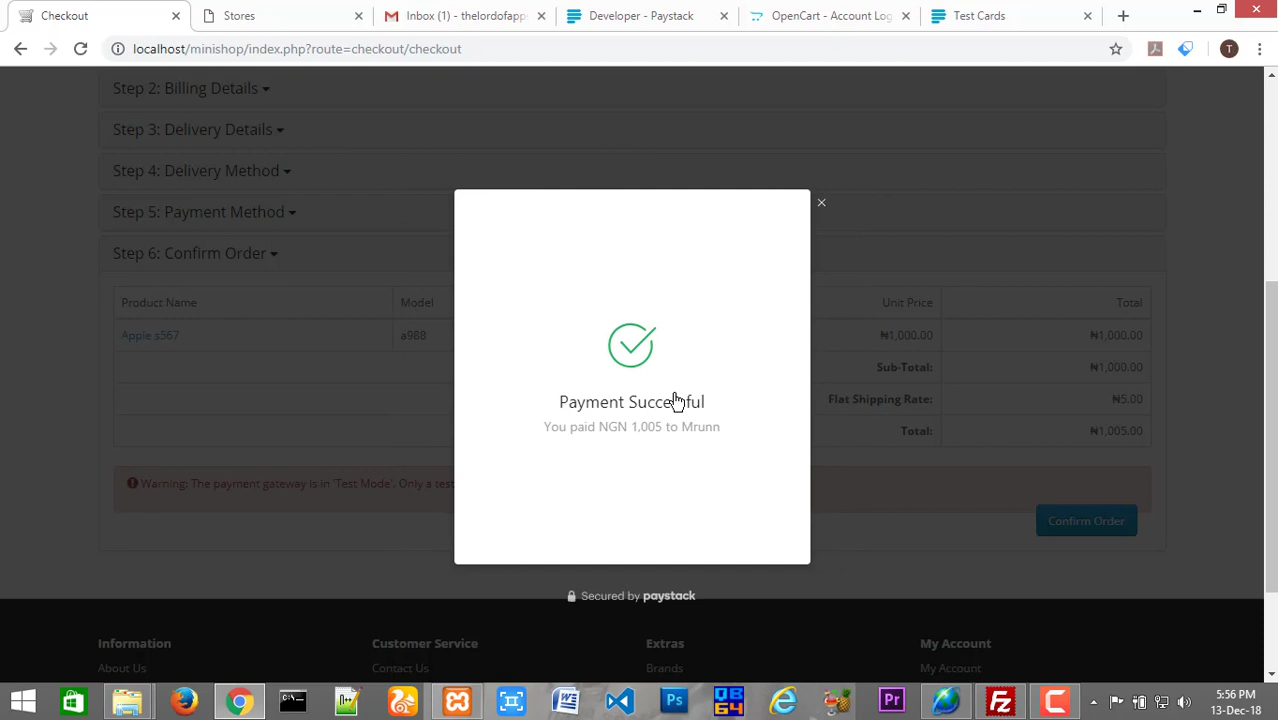 Checkout
Stores
Inbox (1) - thelordofapp
Developer - Paystack
OpenCart - Account Log
Test Cards
localhost/minishop/index.php?route=checkout/checkout
T
Step 2: Billing Details
Step 3: Delivery Details
Step 4: Delivery Method
Step 5: Payment Method
Step 6: Confirm Order
Product Name Model Unit Price Total
Apple s567 a988 ₦1,000.00 ₦1,000.00
Sub-Total: ₦1,000.00
Flat Shipping Rate: ₦5.00
Total: ₦1,005.00
Payment Successful
You paid NGN 1,005 to Mrunn
Warning: The payment gateway is in 'Test Mode'. Only a test
Confirm Order
Secured by paystack
Information Customer Service Extras My Account
About Us Contact Us Brands My Account
W Ps QB 64 Pr Fz C
5:56 PM
13-Dec-18